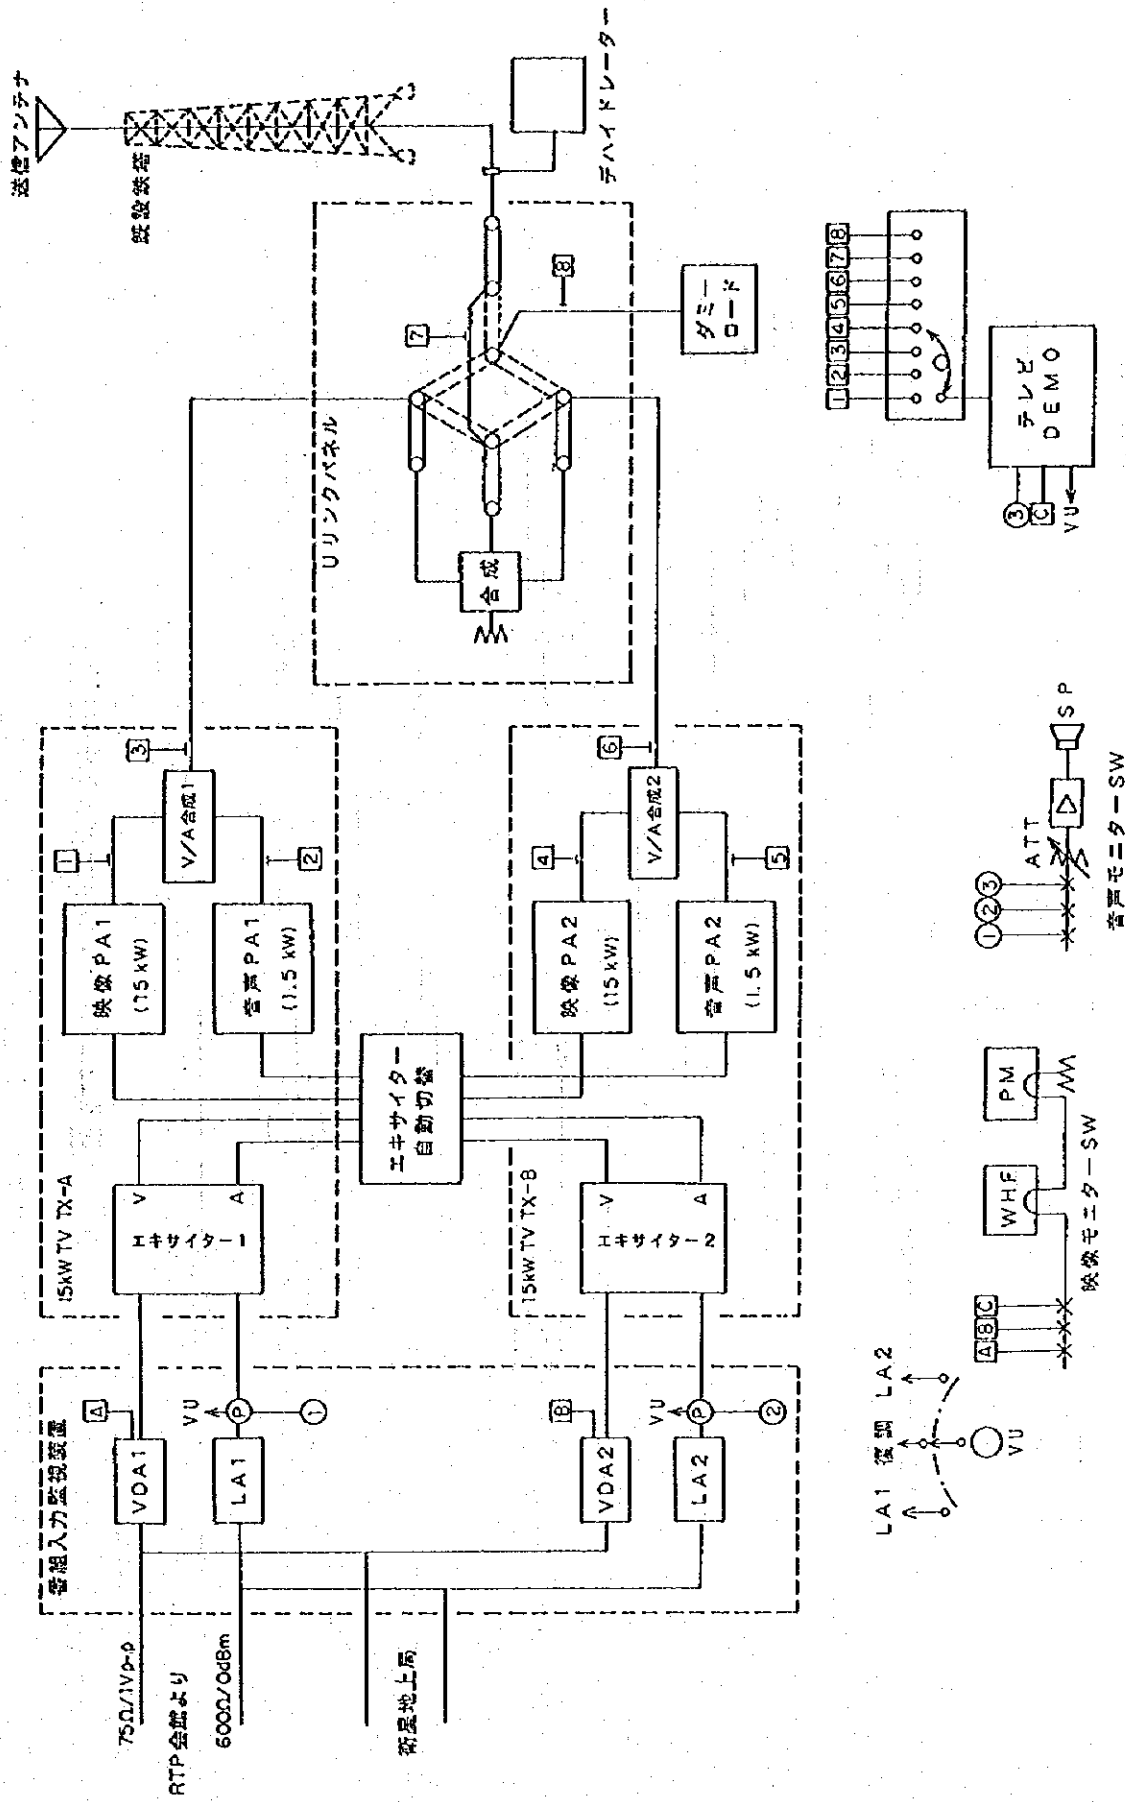 送信アンテナ
既設鉄塔
デハイドレーター
Uリンクパネル
7
8
合成
ダミー
ロード
15kW TV TX-A
エキサイター1
V
A
映像PA1
(15kW)
音声PA1
(1.5kW)
1
2
V/A合成1
3
エキサイター
自動切替
15kW TV TX-B
エキサイター2
V
A
映像PA2
(15kW)
音声PA2
(1.5kW)
4
5
V/A合成2
6
番組入力監視装置
VDA1
A
LA1
VU
P
1
VDA2
B
LA2
VU
P
2
75Ω/1Vp-p
RTP会館より
600Ω/0dBm
衛星地上局
LA1 復調 LA2
VU
A B C
W.H.F
PM
映像モニターSW
1 2 3
ATT
SP
音声モニターSW
1 2 3 4 5 6 7 8
テレビ
DEMO
3
C
VU